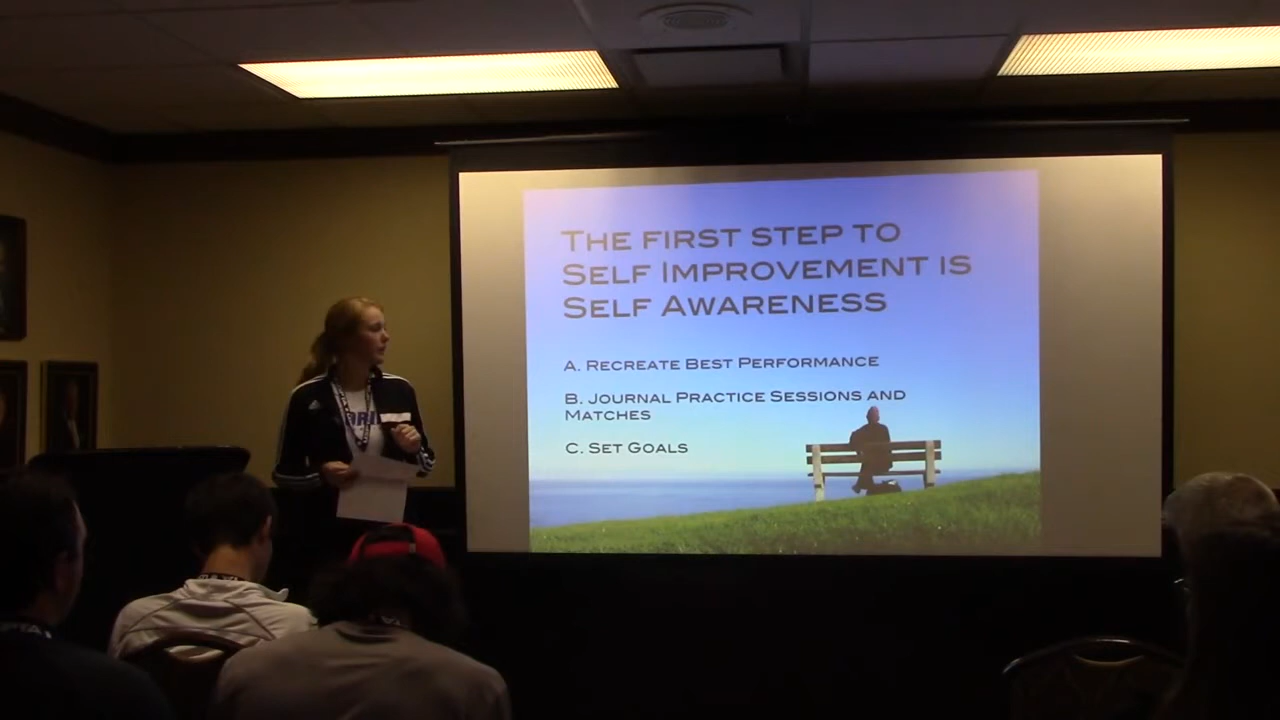 THE FIRST STEP TO
SELF IMPROVEMENT IS
SELF AWARENESS
A. RECREATE BEST PERFORMANCE
B. JOURNAL PRACTICE SESSIONS AND
MATCHES
C. SET GOALS